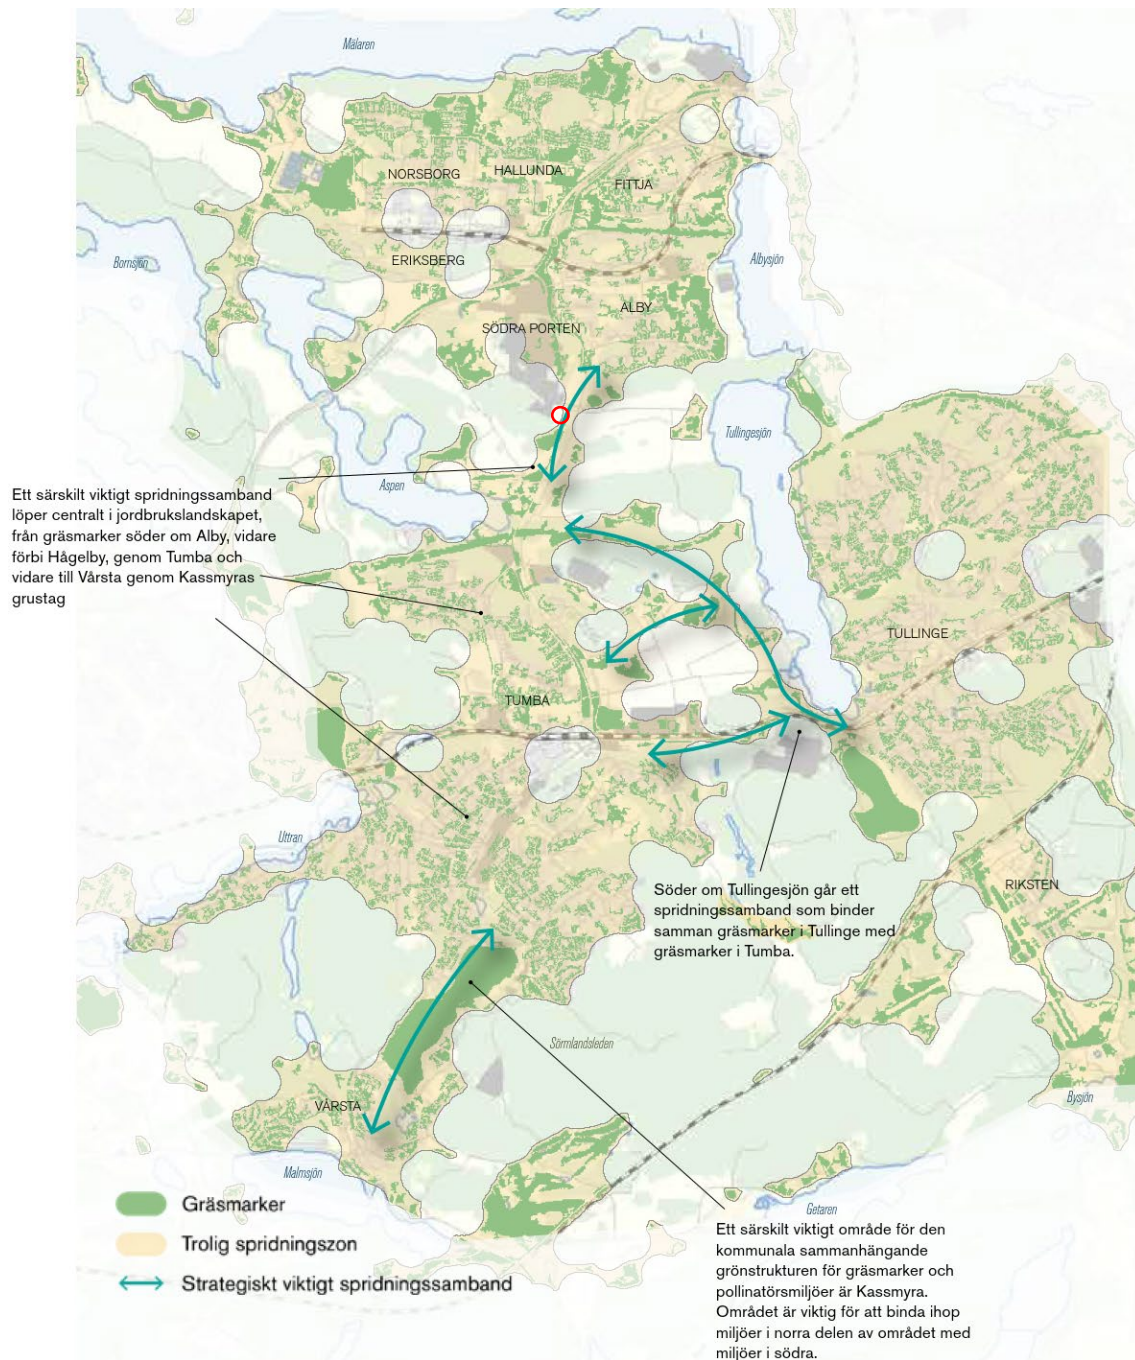 Mälaren
NORSBORG
HALLUNDA
FITTJA
Bornsjön
ERIKSBERG
Albysjön
ALBY
SÖDRA PORTEN
Tullingesjön
Aspen
Ett särskilt viktigt spridningssamband
löper centralt i jordbrukslandskapet,
från gräsmarker söder om Alby, vidare
förbi Hågelby, genom Tumba och
vidare till Vårsta genom Kassmyras
grustag
TULLINGE
TUMBA
Uttran
Söder om Tullingesjön går ett
spridningssamband som binder
samman gräsmarker i Tullinge med
gräsmarker i Tumba.
RIKSTEN
Sörmlandsleden
VÅRSTA
Bysjön
Malmsjön
Getaren
Gräsmarker
Trolig spridningszon
Strategiskt viktigt spridningssamband
Ett särskilt viktigt område för den
kommunala sammanhängande
grönstrukturen för gräsmarker och
pollinatörsmiljöer är Kassmyra.
Området är viktig för att binda ihop
miljöer i norra delen av området med
miljöer i södra.